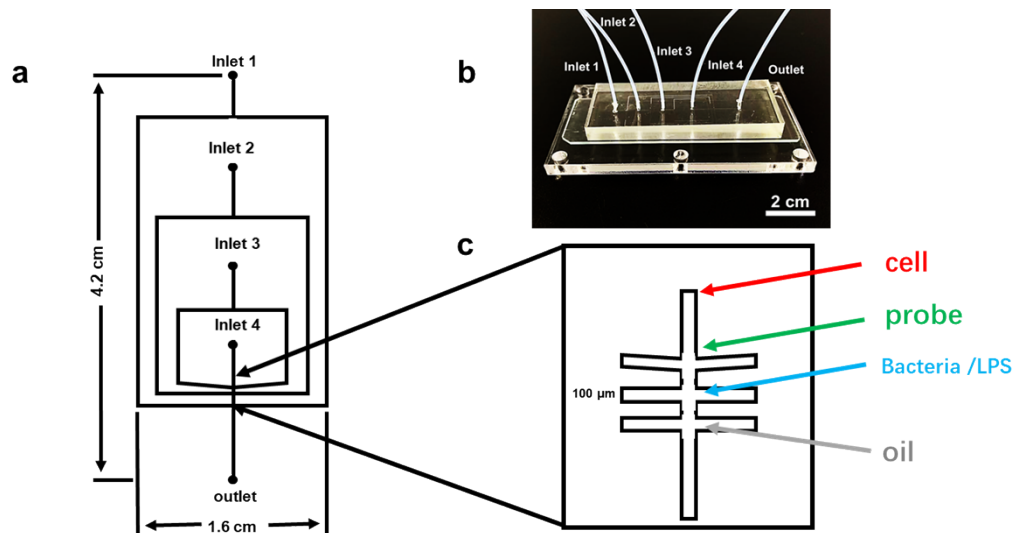 a
Inlet 1
Inlet 2
Inlet 3
Inlet 4
4.2 cm
outlet
1.6 cm
b
Inlet 1
Inlet 2
Inlet 3
Inlet 4
Outlet
2 cm
c
cell
probe
Bacteria /LPS
100 μm
oil